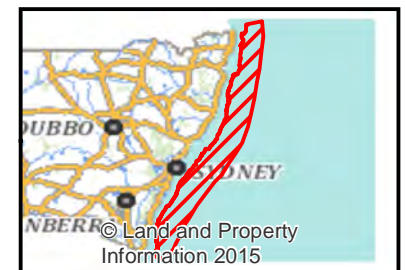 DUBBO
SYDNEY
NBERR
© Land and Property
Information 2015